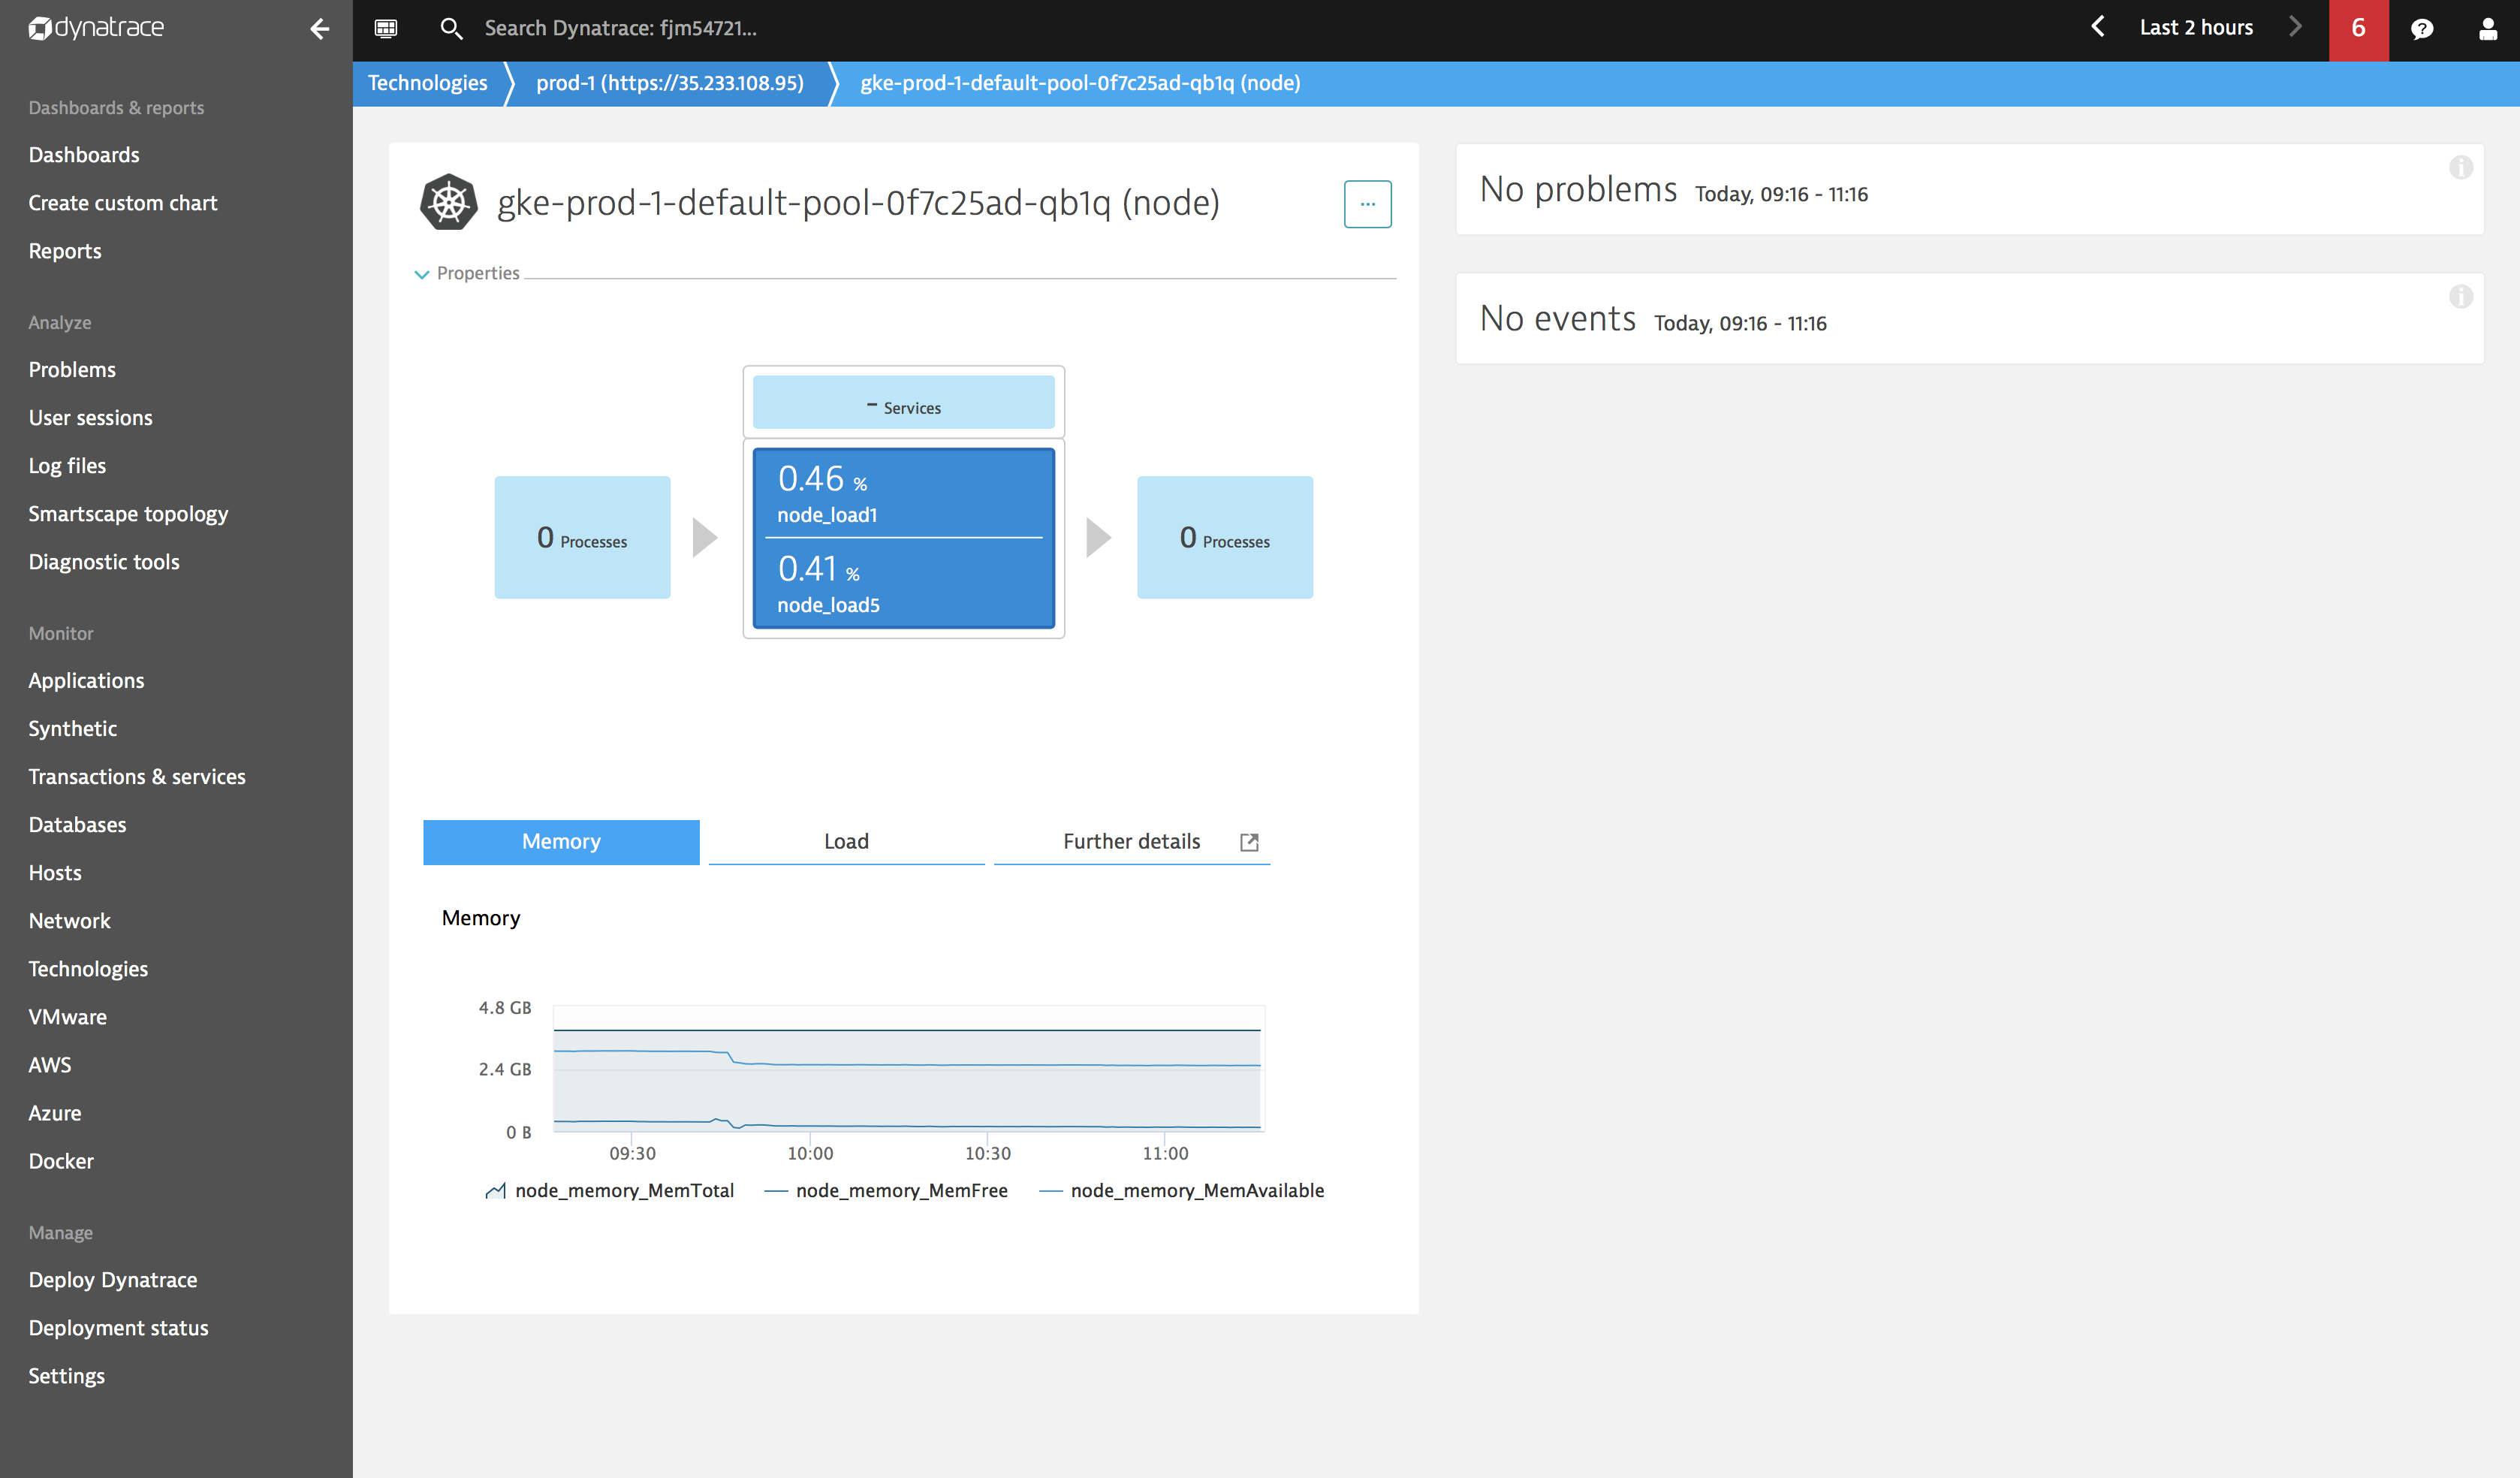 dynatrace
Search Dynatrace: fjm54721...
Last 2 hours
6
Technologies
prod-1 (https://35.233.108.95)
gke-prod-1-default-pool-0f7c25ad-qb1q (node)
Dashboards & reports
Dashboards
Create custom chart
Reports
Analyze
Problems
User sessions
Log files
Smartscape topology
Diagnostic tools
Monitor
Applications
Synthetic
Transactions & services
Databases
Hosts
Network
Technologies
VMware
AWS
Azure
Docker
Manage
Deploy Dynatrace
Deployment status
Settings
gke-prod-1-default-pool-0f7c25ad-qb1q (node)
...
Properties
- Services
0 Processes
0.46 %
node_load1
0.41 %
node_load5
0 Processes
Memory
Load
Further details
Memory
4.8 GB
2.4 GB
0 B
09:30
10:00
10:30
11:00
node_memory_MemTotal
node_memory_MemFree
node_memory_MemAvailable
No problems Today, 09:16 - 11:16
No events Today, 09:16 - 11:16